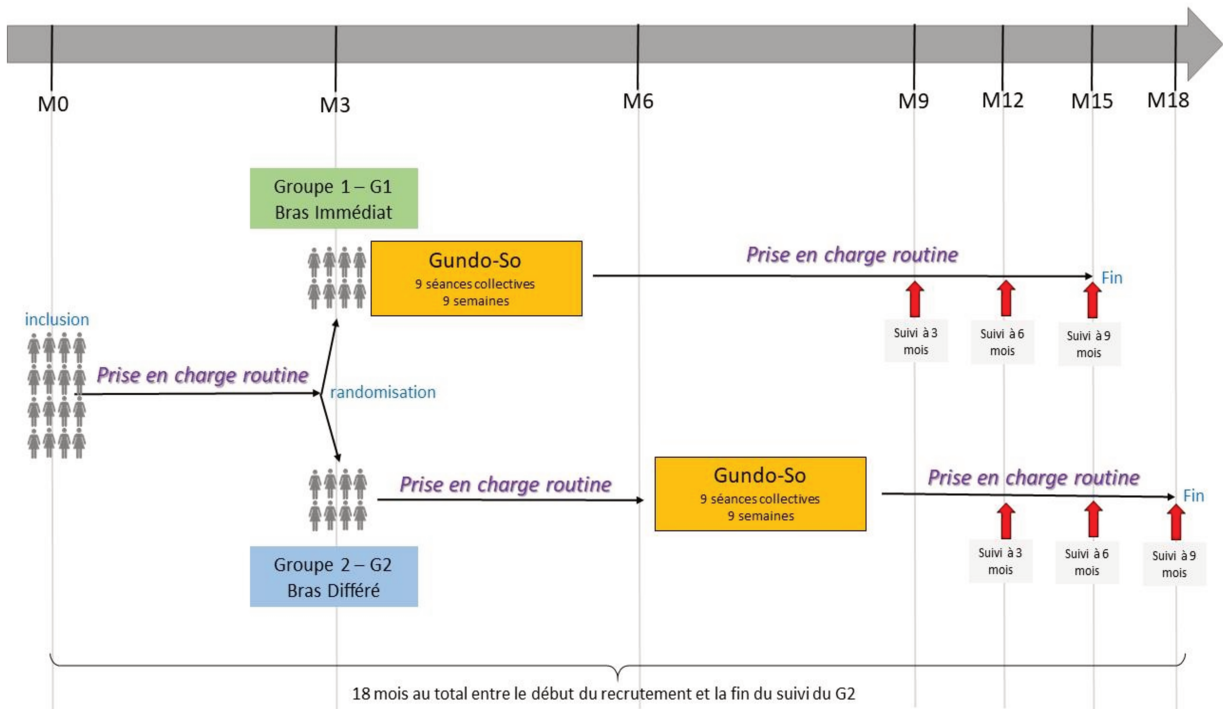 M0
M3
M6
M9
M12
M15
M18
Groupe 1 – G1
Bras Immédiat
Gundo-So
9 séances collectives
9 semaines
Prise en charge routine
Fin
Suivi à 3
mois
Suivi à 6
mois
Suivi à 9
mois
inclusion
Prise en charge routine
randomisation
Prise en charge routine
Gundo-So
9 séances collectives
9 semaines
Prise en charge routine
Fin
Suivi à 3
mois
Suivi à 6
mois
Suivi à 9
mois
Groupe 2 – G2
Bras Différé
18 mois au total entre le début du recrutement et la fin du suivi du G2